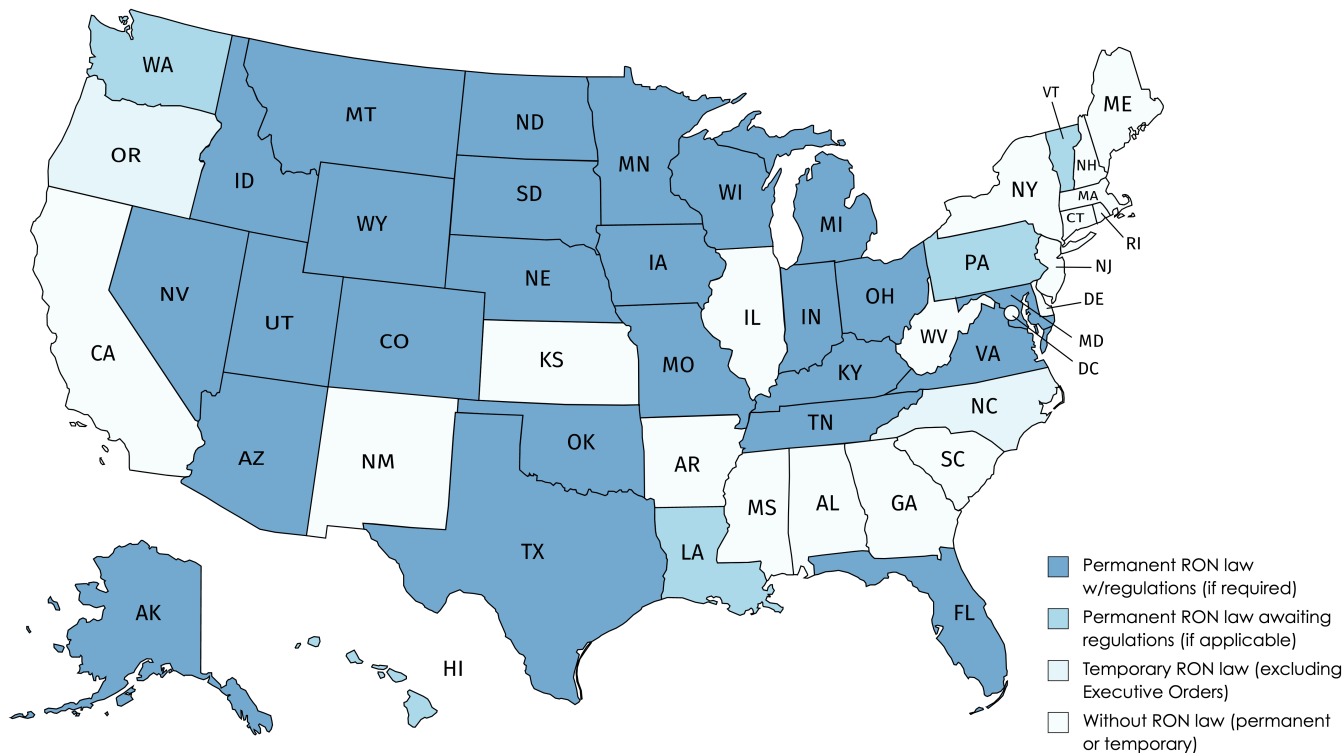 WA
MT
ND
MN
OR
ID
SD
WI
MI
VT
ME
NH
NY
MA
CT
RI
WY
NV
UT
CO
NE
IA
IL
IN
OH
PA
NJ
DE
MD
DC
CA
KS
MO
KY
WV
VA
AZ
NM
OK
AR
TN
NC
SC
TX
LA
MS
AL
GA
FL
AK
HI
Permanent RON law
w/regulations (if required)
Permanent RON law awaiting
regulations (if applicable)
Temporary RON law (excluding
Executive Orders)
Without RON law (permanent
or temporary)